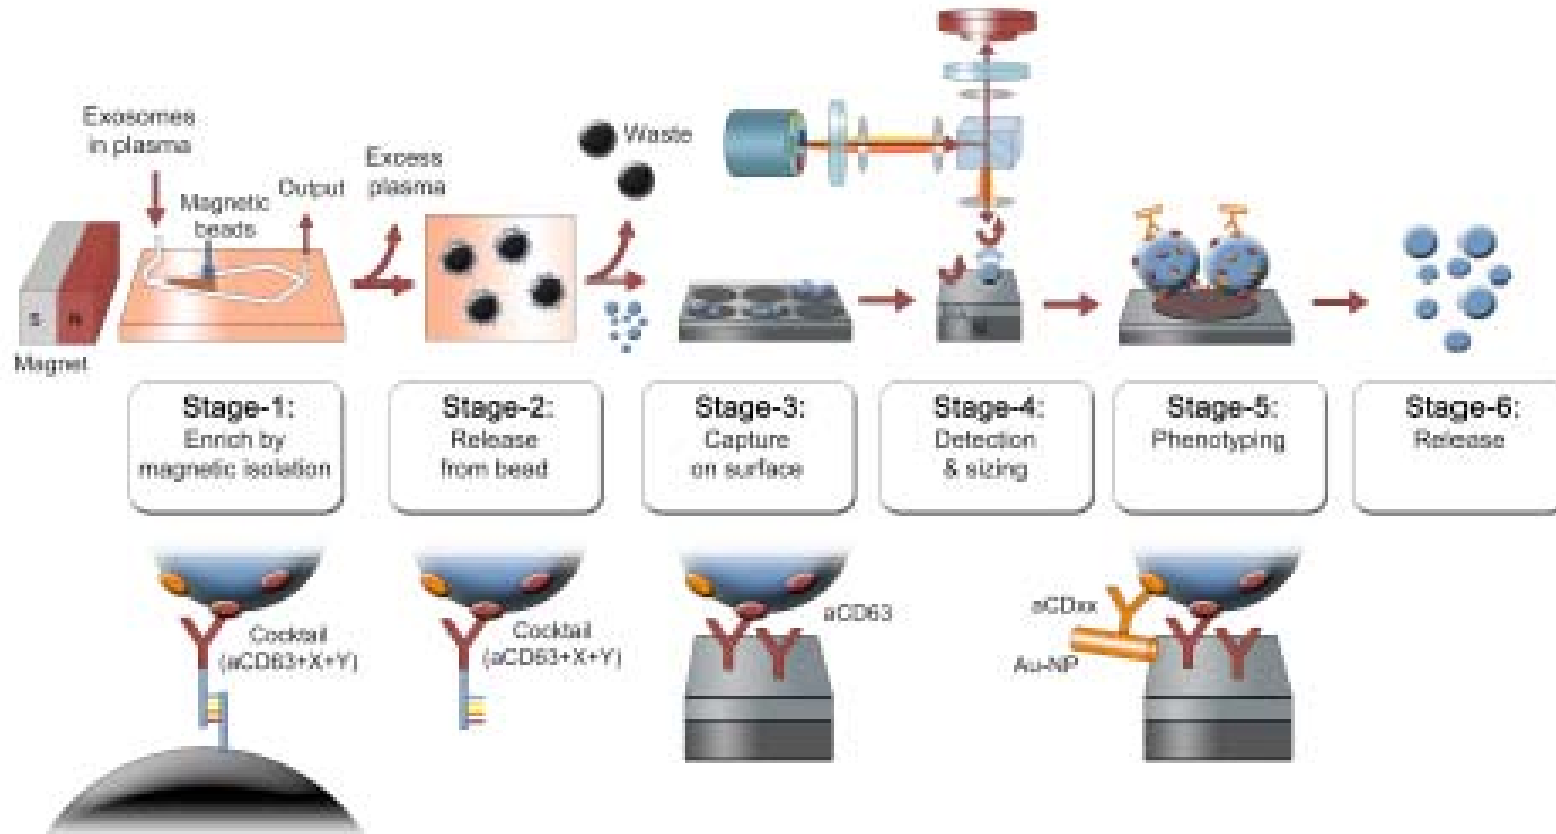 Exosomes
in plasma
Magnetic
beads
Output
Excess
plasma
Waste
S
N
Magnet
Stage-1:
Enrich by
magnetic isolation
Stage-2:
Release
from bead
Stage-3:
Capture
on surface
Stage-4:
Detection
& sizing
Stage-5:
Phenotyping
Stage-6:
Release
Cocktail
(aCD63+X+Y)
Cocktail
(aCD63+X+Y)
aCD63
aCDxx
Au-NP